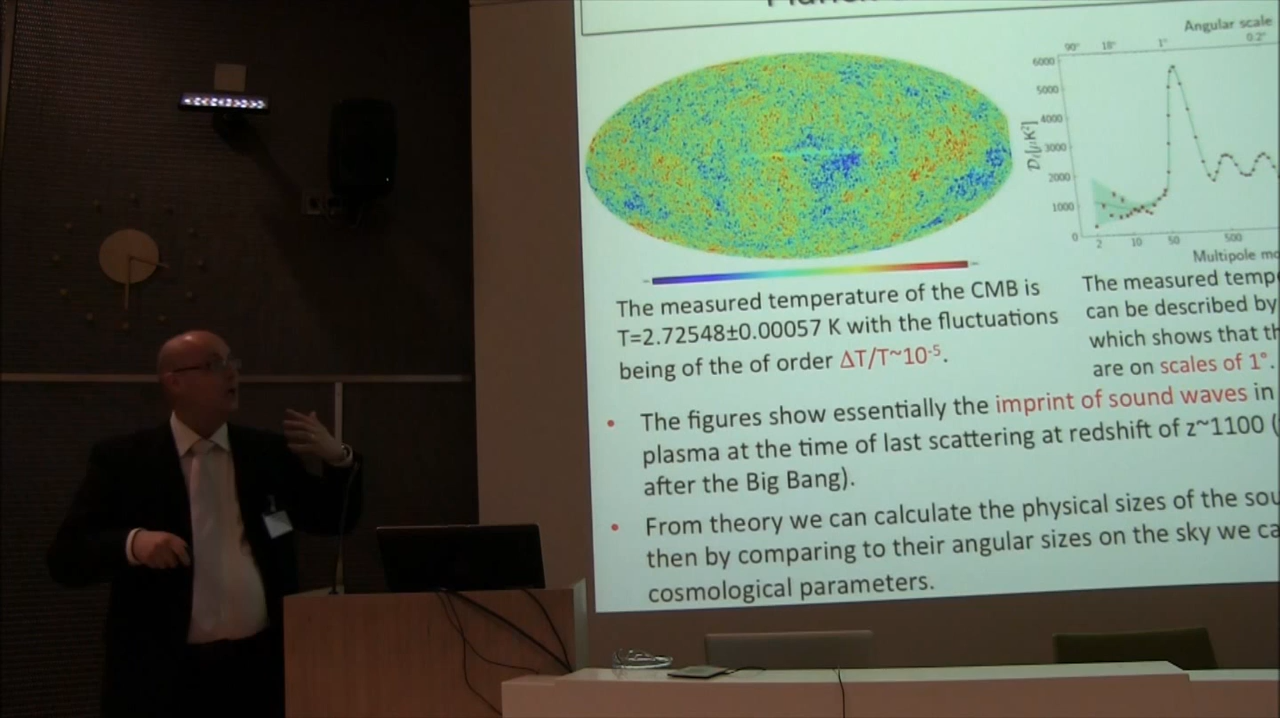 Angular scale
90° 18° 1° 0.2°
6000
5000
4000
3000
2000
1000
0
D_ℓ[μK²]
2 10 50 500
Multipole mo
The measured temperature of the CMB is
T=2.72548±0.00057 K with the fluctuations
being of the of order ΔT/T~10⁻⁵.
The measured temp
can be described by
which shows that th
are on scales of 1°.
• The figures show essentially the imprint of sound waves in
plasma at the time of last scattering at redshift of z~1100 (
after the Big Bang).
• From theory we can calculate the physical sizes of the sou
then by comparing to their angular sizes on the sky we ca
cosmological parameters.